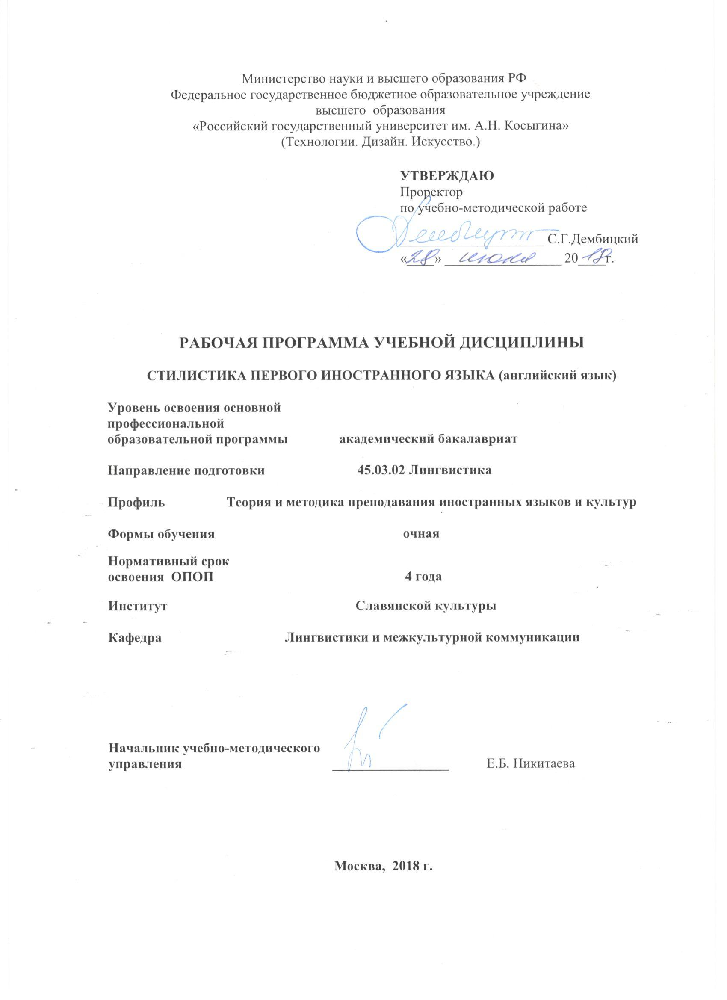 Министерство науки и высшего образования РФ
Федеральное государственное бюджетное образовательное учреждение
высшего образования
«Российский государственный университет им. А.Н. Косыгина»
(Технологии. Дизайн. Искусство.)
УТВЕРЖДАЮ
Проректор
по учебно-методической работе
С.Г.Дембицкий
«28» июня 2018г.
РАБОЧАЯ ПРОГРАММА УЧЕБНОЙ ДИСЦИПЛИНЫ
СТИЛИСТИКА ПЕРВОГО ИНОСТРАННОГО ЯЗЫКА (английский язык)
Уровень освоения основной
профессиональной
образовательной программы академический бакалавриат
Направление подготовки 45.03.02 Лингвистика
Профиль Теория и методика преподавания иностранных языков и культур
Формы обучения очная
Нормативный срок
освоения ОПОП 4 года
Институт Славянской культуры
Кафедра Лингвистики и межкультурной коммуникации
Начальник учебно-методического
управления Е.Б. Никитаева
Москва, 2018 г.